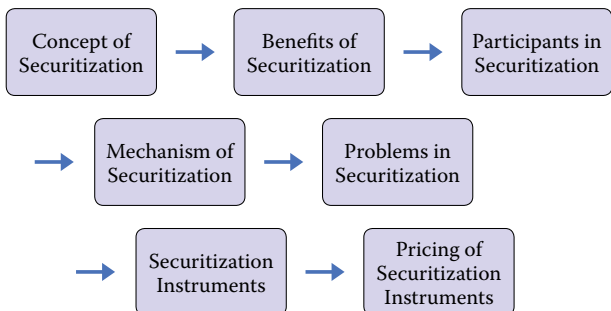 Concept of
Securitization
Benefits of
Securitization
Participants in
Securitization
Mechanism of
Securitization
Problems in
Securitization
Securitization
Instruments
Pricing of
Securitization
Instruments